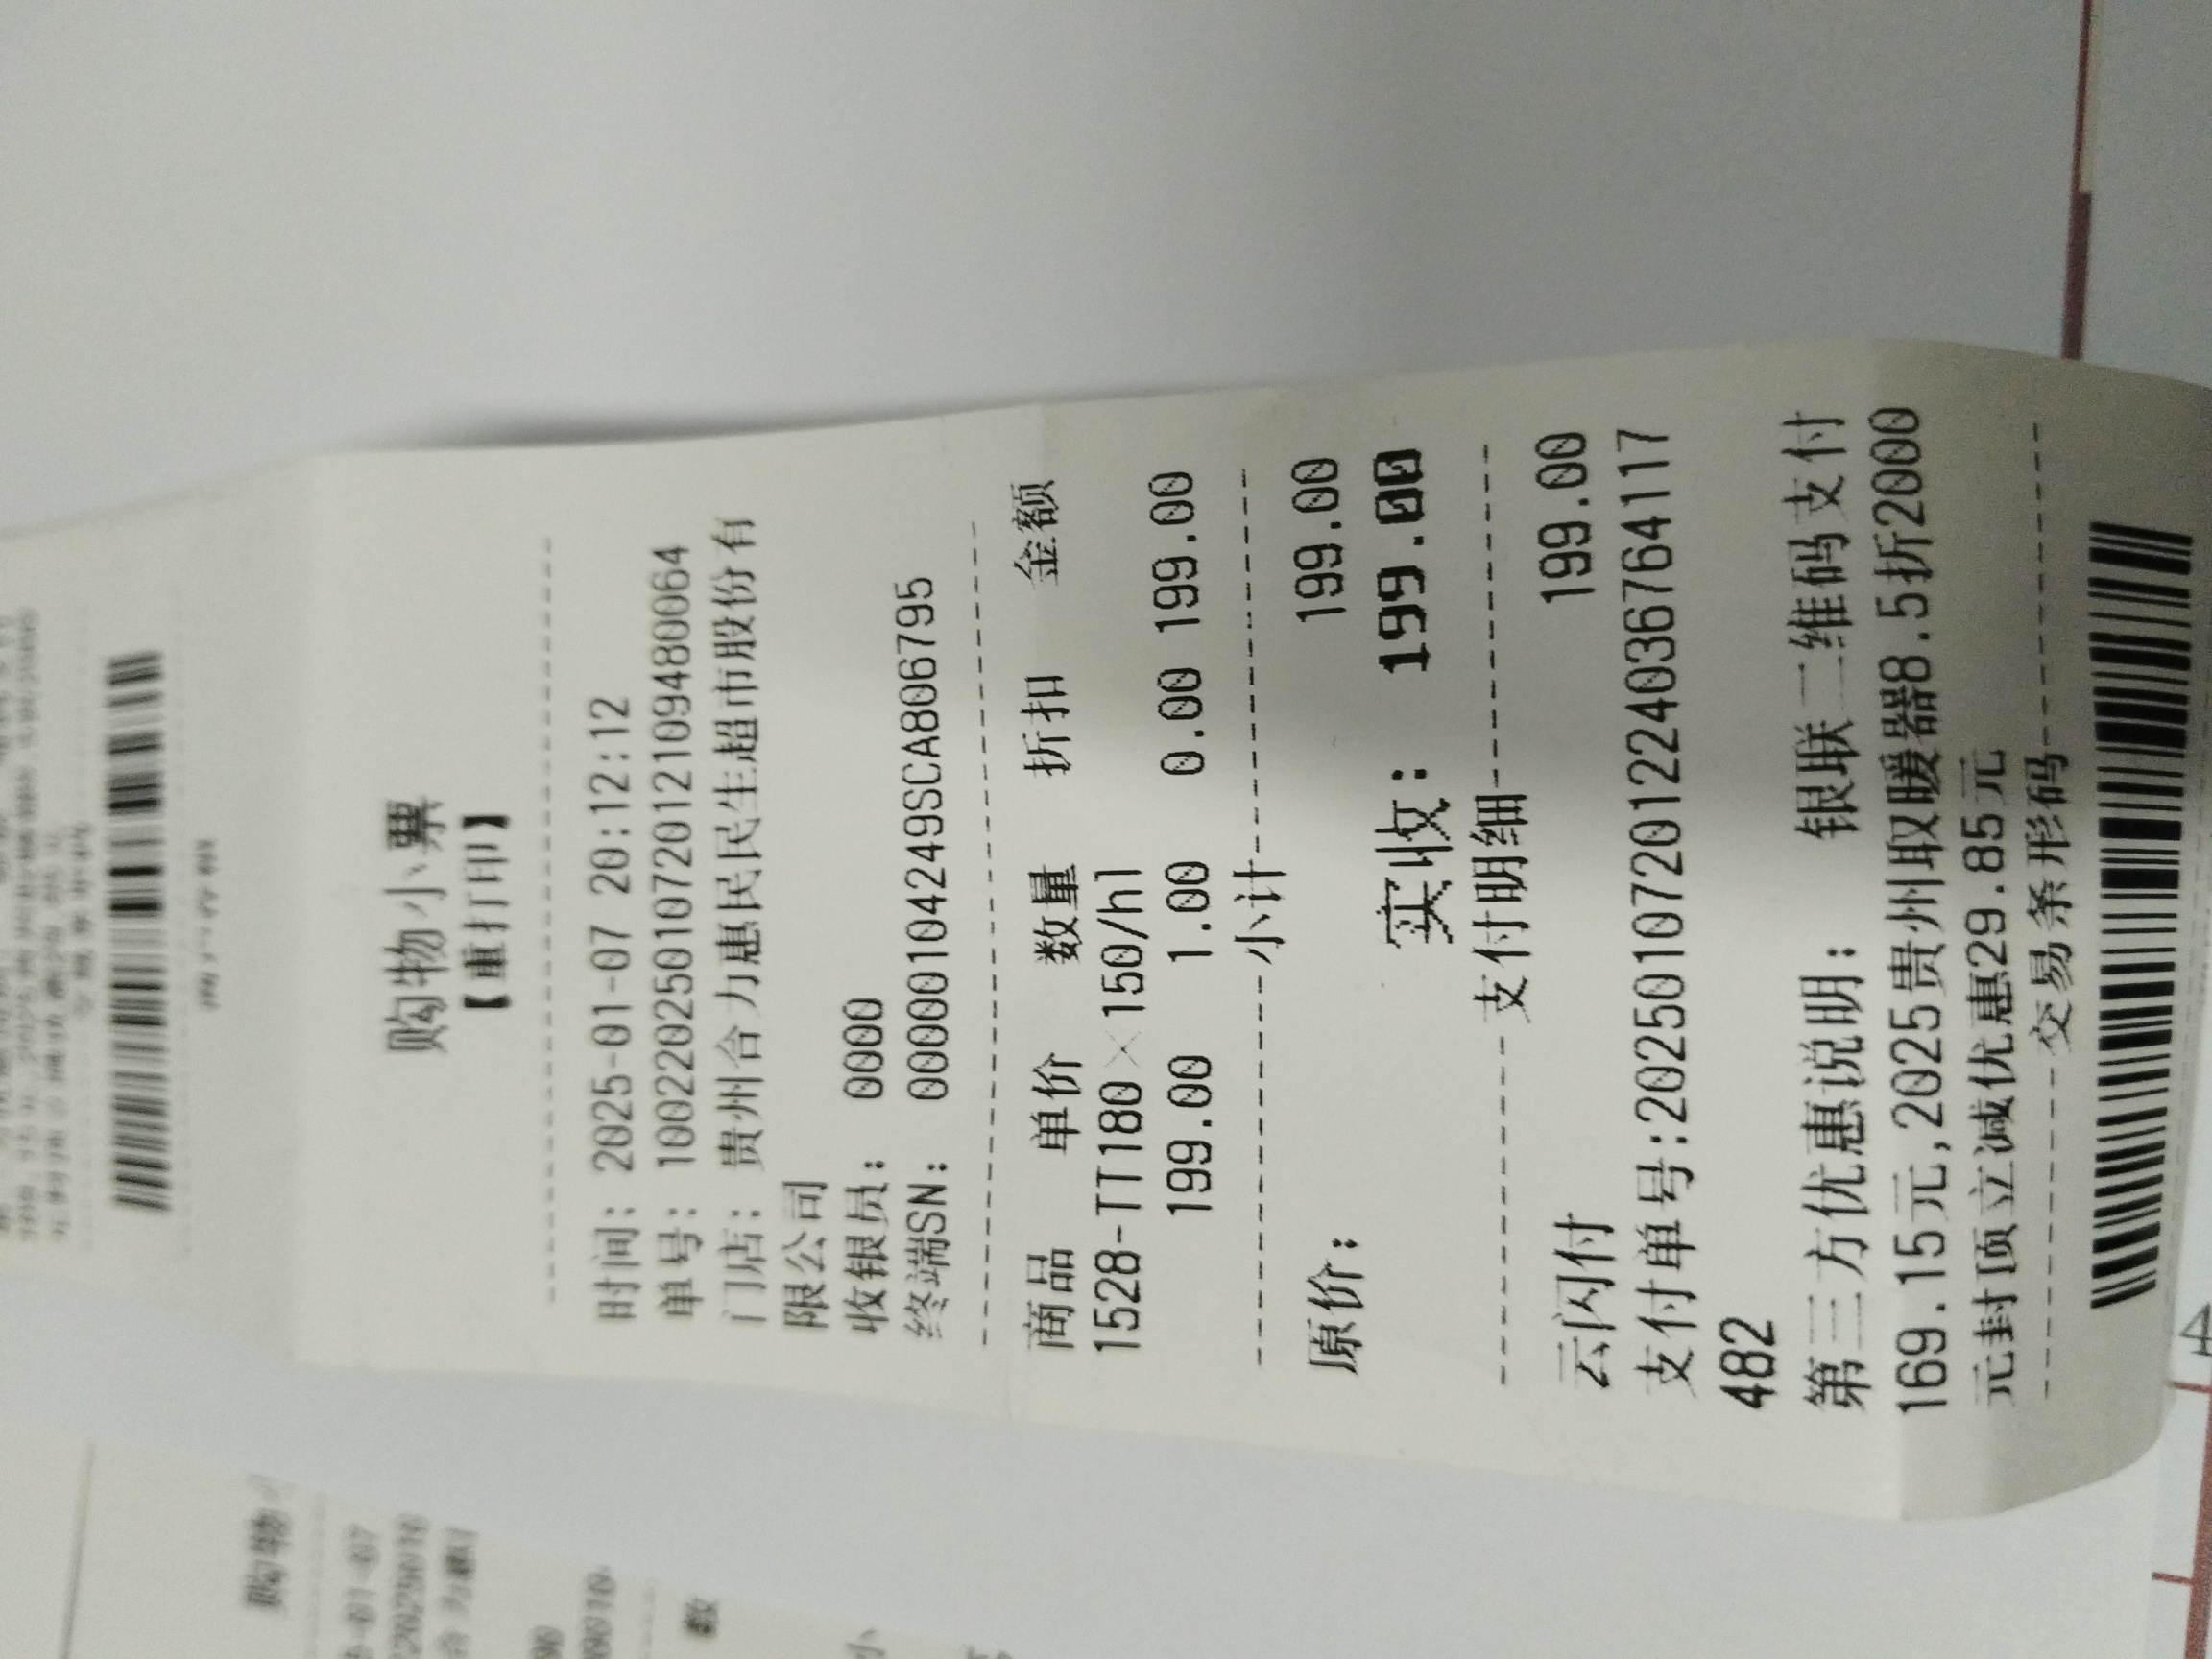 购物小票
【重打印】
时间: 2025-01-07 20:12:12
单号: 10022025010720121109480064
门店: 贵州合力惠民民生超市股份有
限公司
收银员: 0000
终端SN: 00000104249SCA806795
商品 单价 数量 折扣 金额
1528-TT180×150/h1
199.00 1.00 0.00 199.00
小计
原价: 199.00
实收: 199.00
支付明细
云闪付 199.00
支付单号:20250107201224036764117
482
第三方优惠说明: 银联二维码支付
169.15元,2025贵州取暖器8.5折2000
元封顶立减优惠29.85元
交易条形码
购物小
数
小